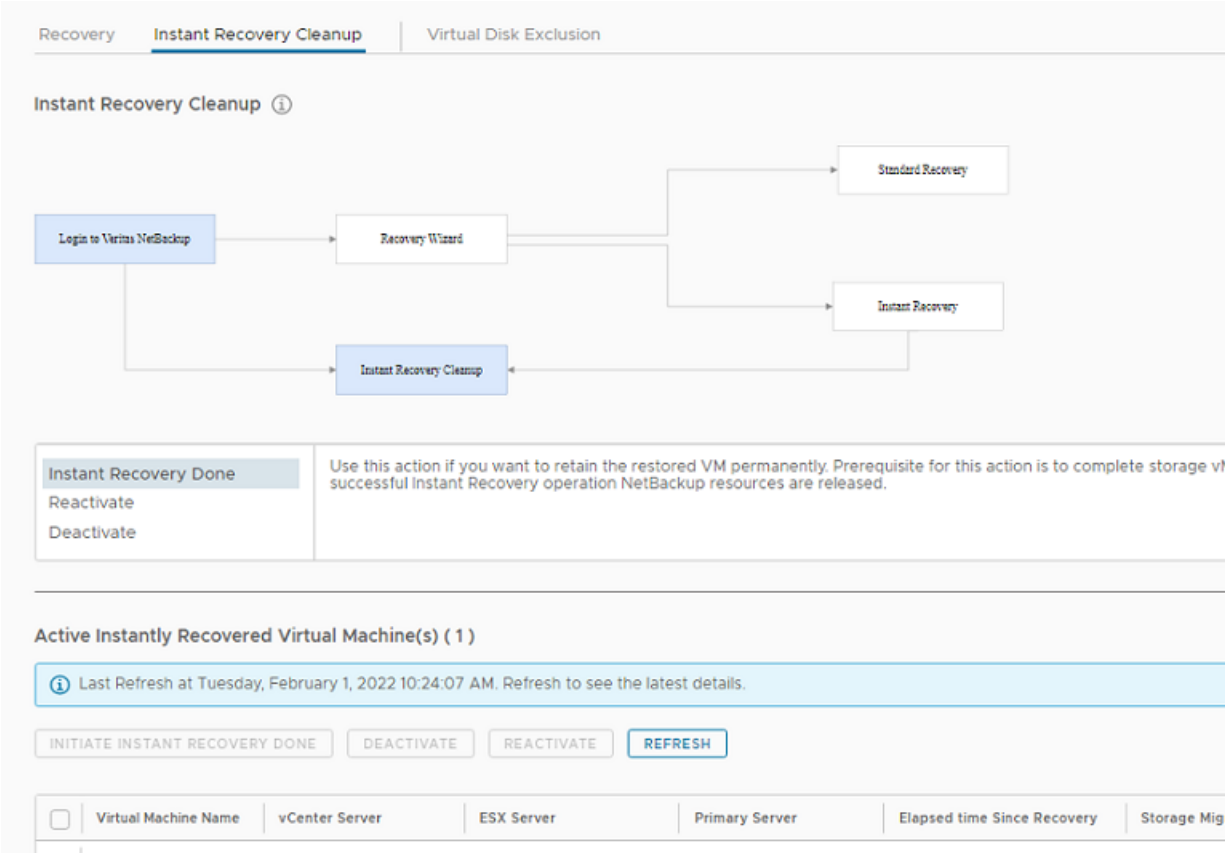 Recovery
Instant Recovery Cleanup
Virtual Disk Exclusion
Instant Recovery Cleanup
Standard Recovery
Login to Veritas NetBackup
Recovery Wizard
Instant Recovery
Instant Recovery Cleanup
Instant Recovery Done
Reactivate
Deactivate
Use this action if you want to retain the restored VM permanently. Prerequisite for this action is to complete storage
successful Instant Recovery operation NetBackup resources are released.
Active Instantly Recovered Virtual Machine(s) ( 1 )
Last Refresh at Tuesday, February 1, 2022 10:24:07 AM. Refresh to see the latest details.
INITIATE INSTANT RECOVERY DONE
DEACTIVATE
REACTIVATE
REFRESH
Virtual Machine Name
vCenter Server
ESX Server
Primary Server
Elapsed time Since Recovery
Storage Mig